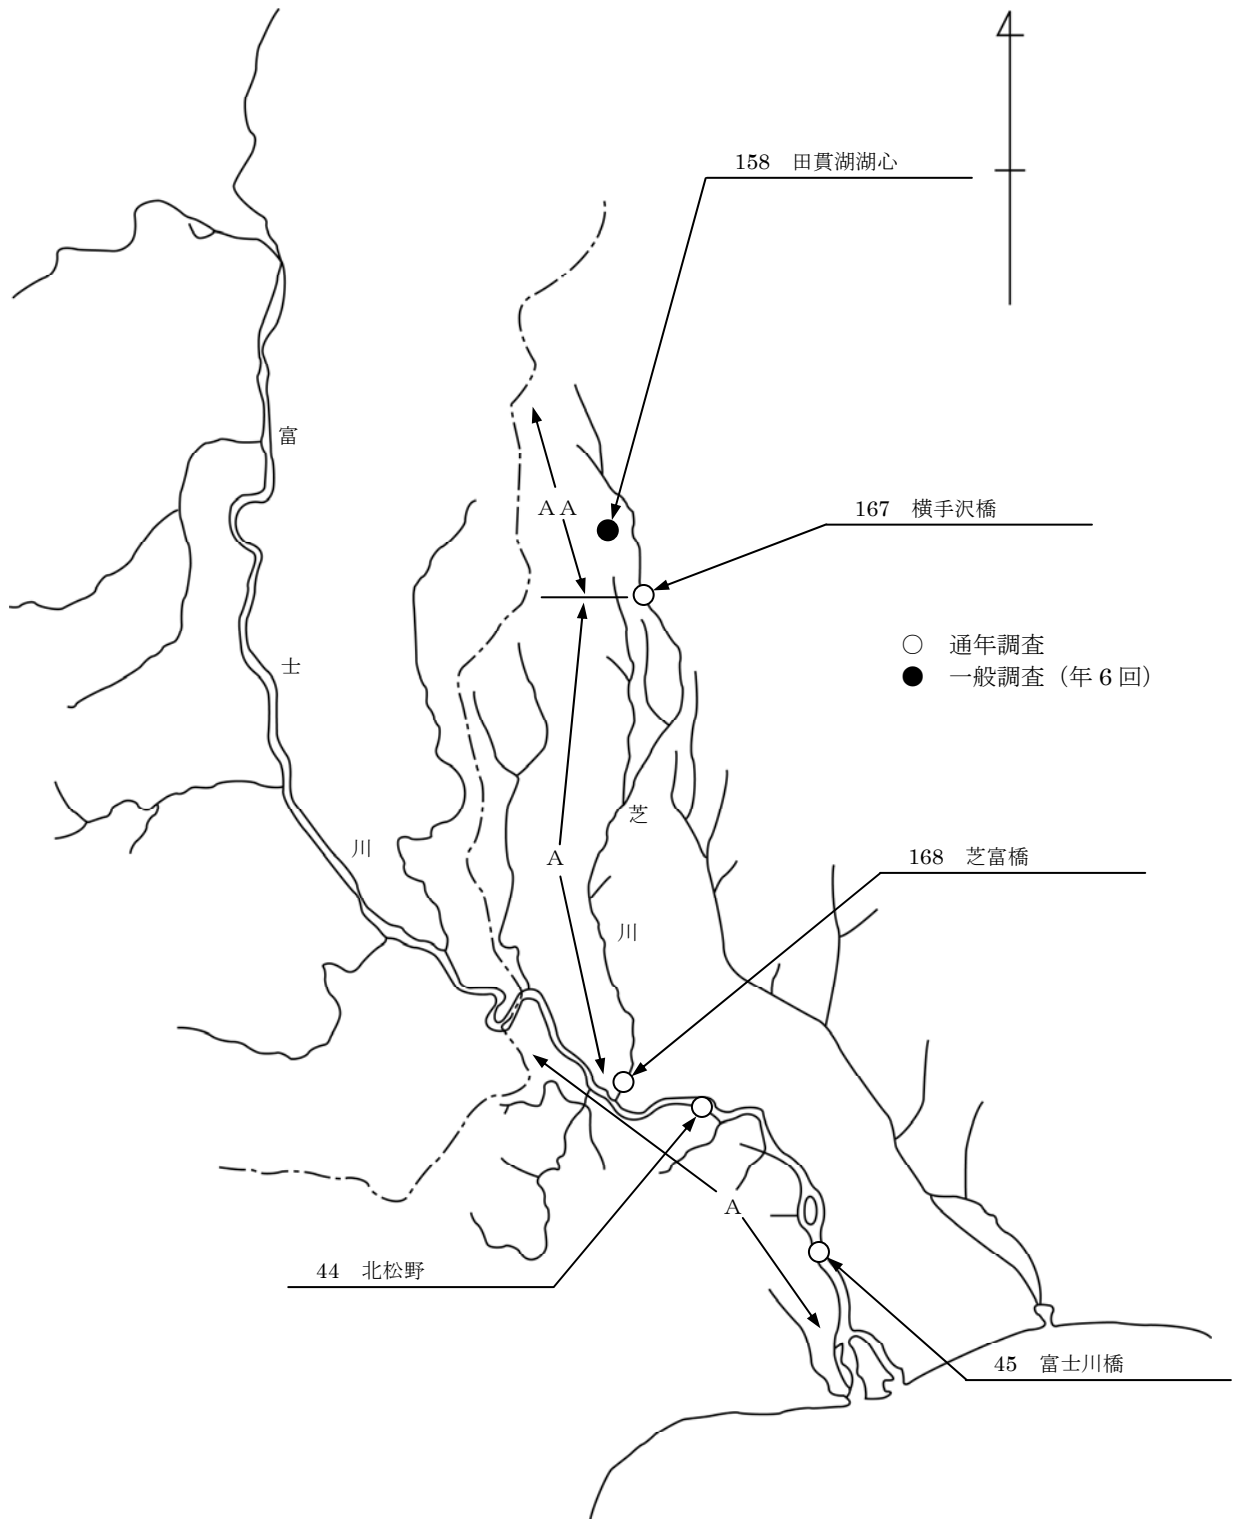 158　田貫湖湖心
富
167　横手沢橋
ＡＡ
○　通年調査
●　一般調査（年 6 回）
士
芝
川
A
168　芝富橋
川
A
44　北松野
45　富士川橋